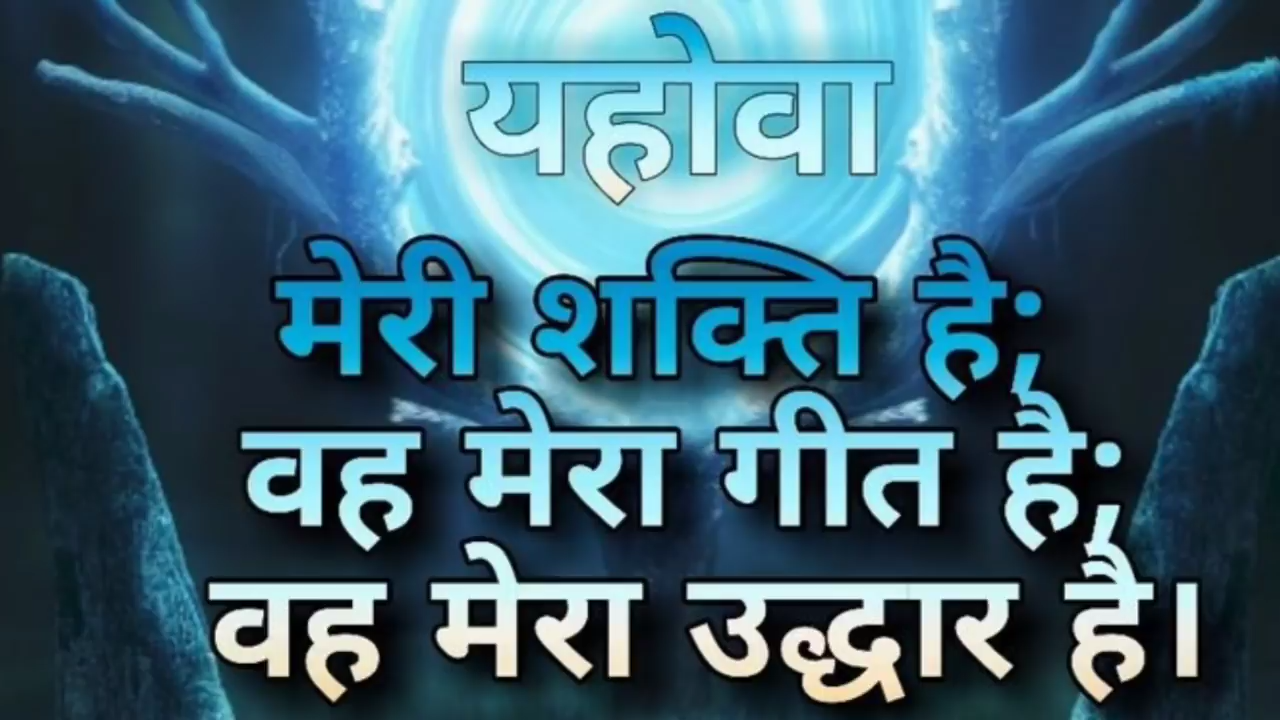 यहोवा
मेरी शक्ति है;
वह मेरा गीत है;
वह मेरा उद्धार है।